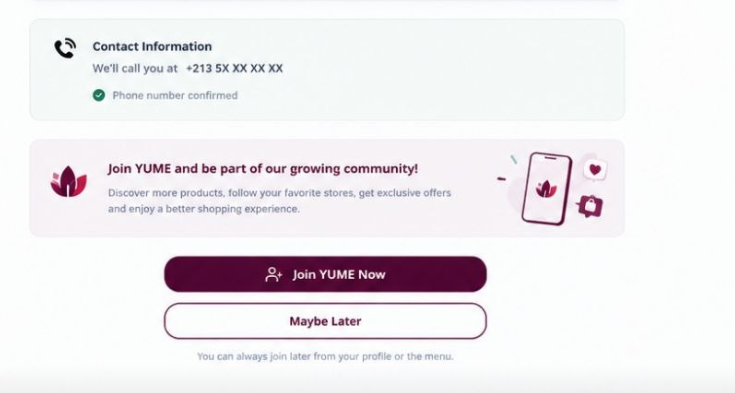 Contact Information
We'll call you at +213 5X XX XX XX
Phone number confirmed
Join YUME and be part of our growing community!
Discover more products, follow your favorite stores, get exclusive offers
and enjoy a better shopping experience.
Join YUME Now
Maybe Later
You can always join later from your profile or the menu.